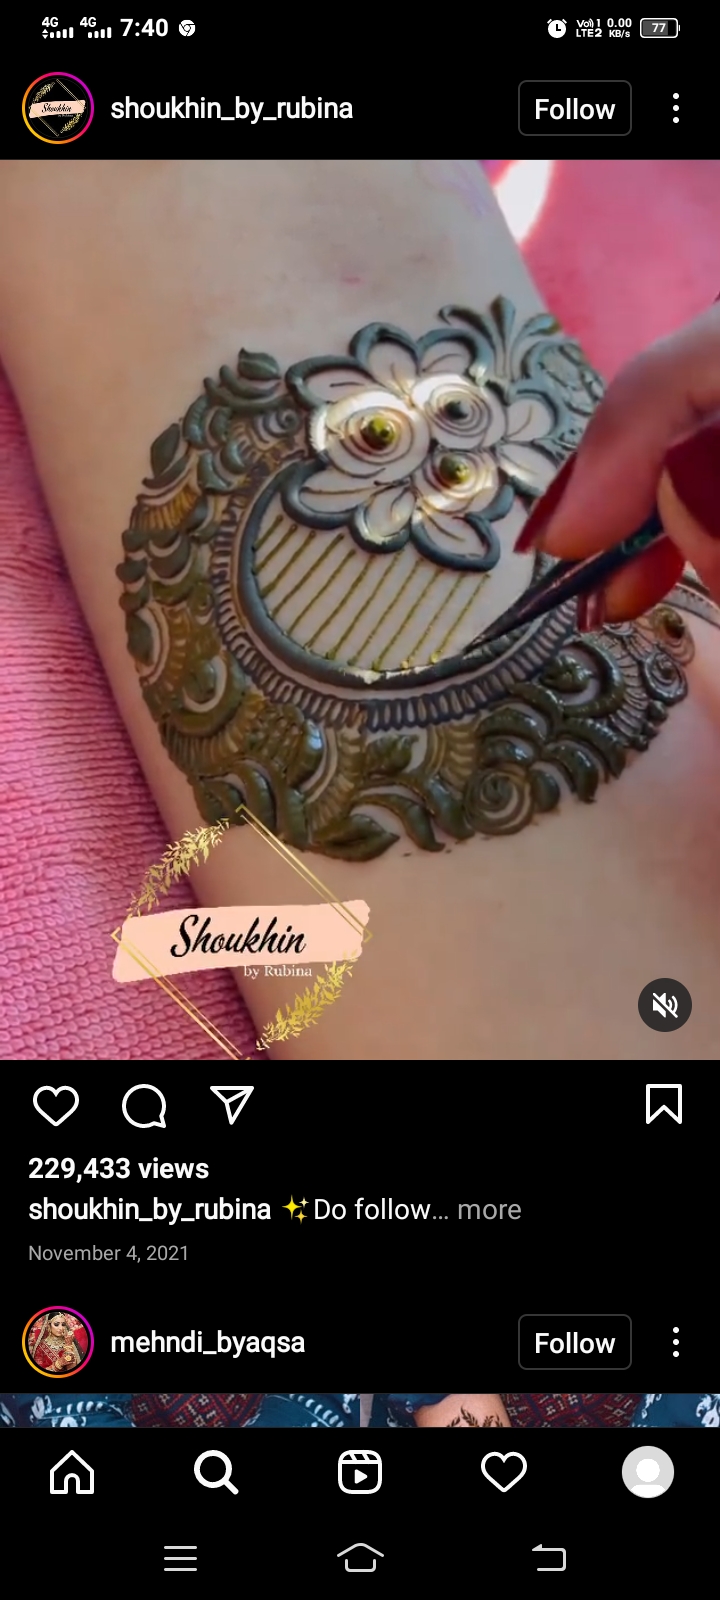 4G 4G 7:40 Vo) 1 0.00
LTE2 KB/s 77
Shoukhin shoukhin_by_rubina Follow
Shoukhin
by Rubina
229,433 views
shoukhin_by_rubina ✨Do follow... more
November 4, 2021
mehndi_byaqsa Follow